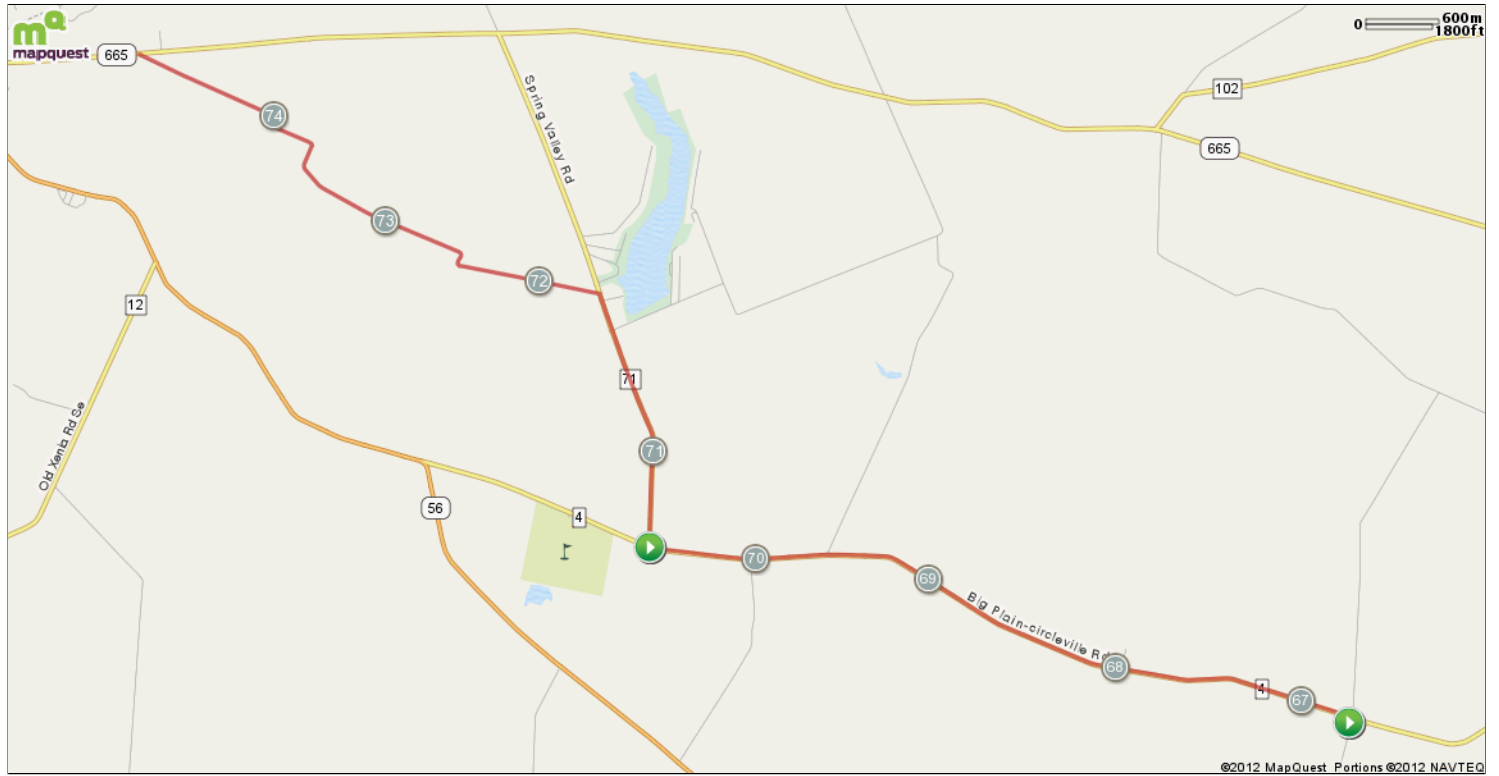 mQ
mapquest
665
0
600m
1800ft
102
74
Spring Valley Rd
665
73
72
12
71
Old Xenia Rd Se
71
56
4
70
69
Big Plain-circleville Rd
68
4
67
©2012 MapQuest Portions ©2012 NAVTEQ